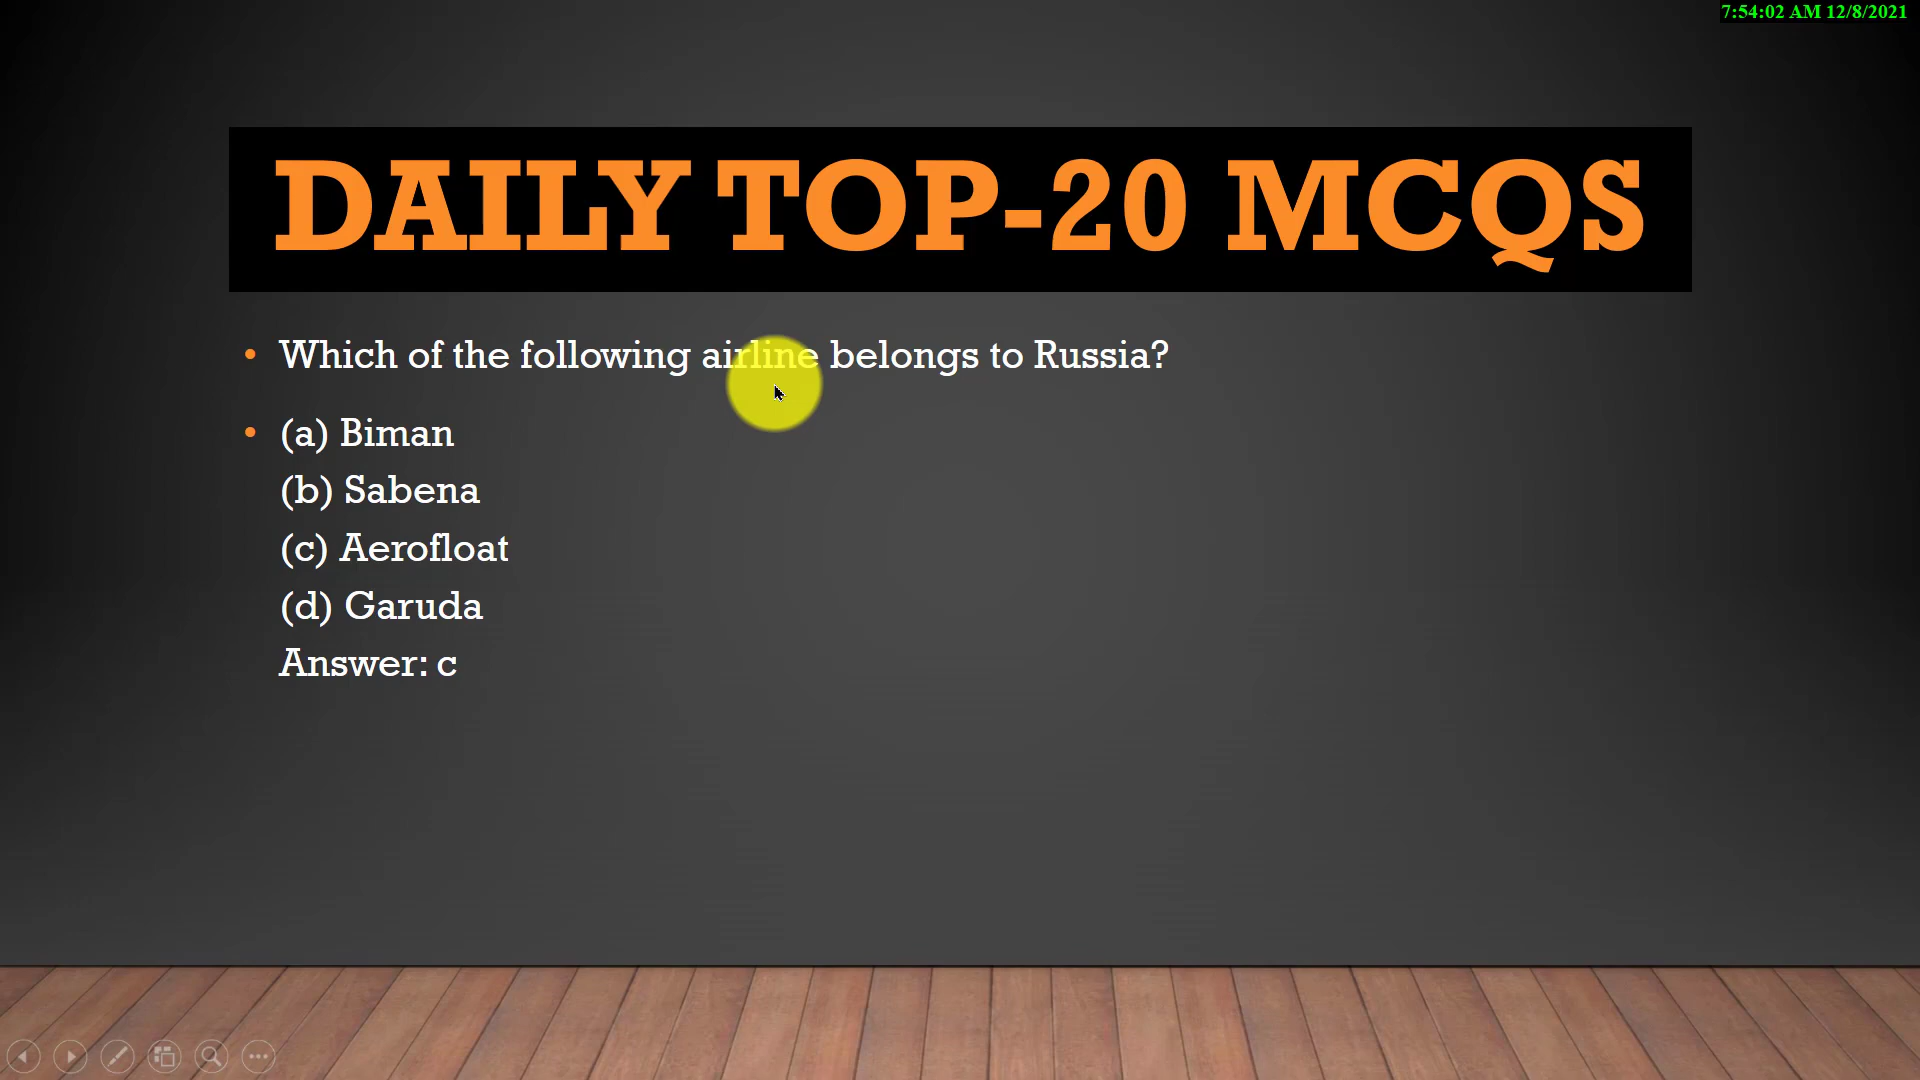 7:54:02 AM 12/8/2021
DAILY TOP-20 MCQS
• Which of the following airline belongs to Russia?
• (a) Biman
(b) Sabena
(c) Aerofloat
(d) Garuda
Answer: c